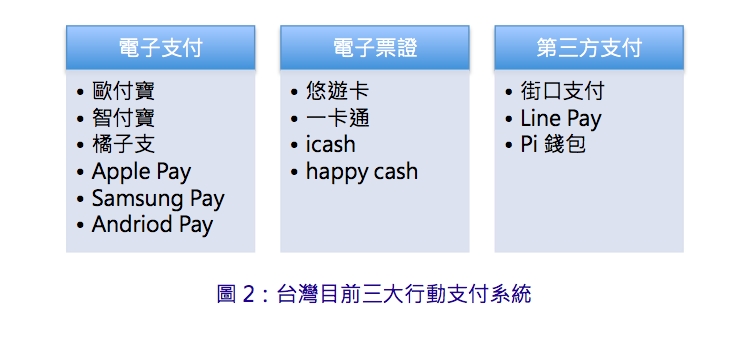 電子支付
• 歐付寶
• 智付寶
• 橘子支
• Apple Pay
• Samsung Pay
• Andriod Pay
電子票證
• 悠遊卡
• 一卡通
• icash
• happy cash
第三方支付
• 街口支付
• Line Pay
• Pi 錢包
圖 2：台灣目前三大行動支付系統